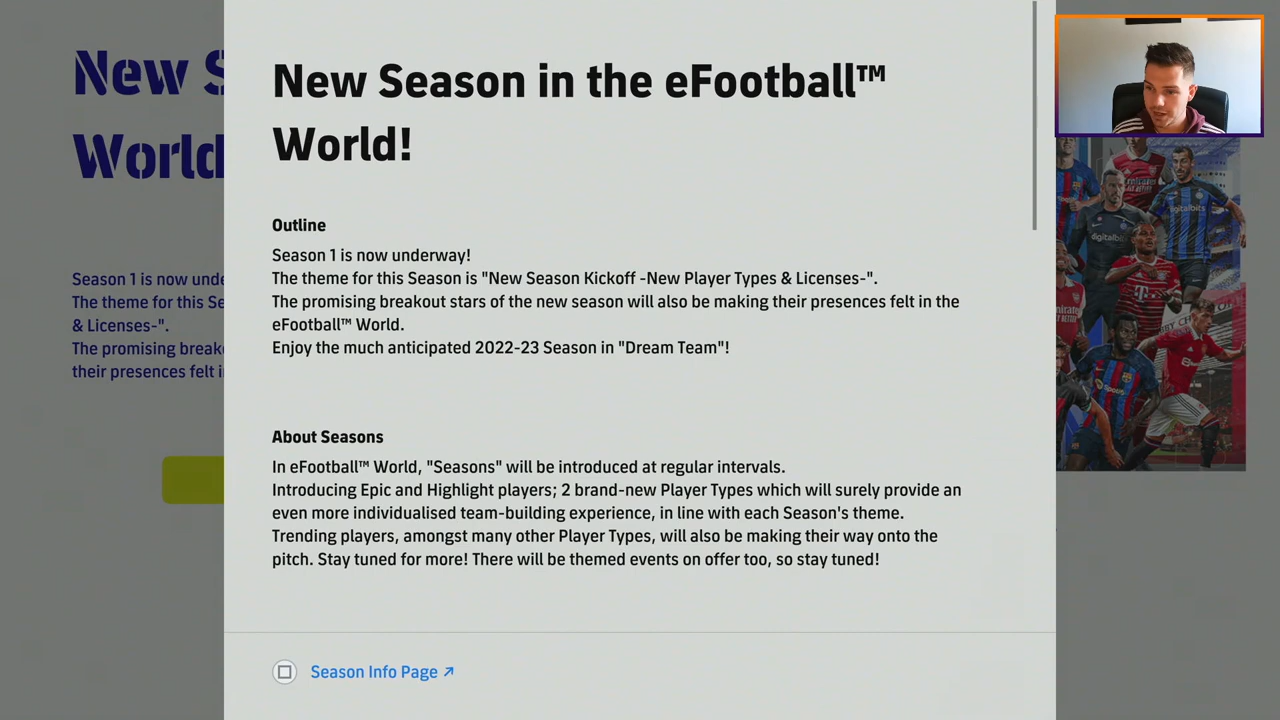 New Season in the eFootball™
World!
Outline
Season 1 is now underway!
The theme for this Season is "New Season Kickoff -New Player Types & Licenses-".
The promising breakout stars of the new season will also be making their presences felt in the
eFootball™ World.
Enjoy the much anticipated 2022-23 Season in "Dream Team"!
About Seasons
In eFootball™ World, "Seasons" will be introduced at regular intervals.
Introducing Epic and Highlight players; 2 brand-new Player Types which will surely provide an
even more individualised team-building experience, in line with each Season's theme.
Trending players, amongst many other Player Types, will also be making their way onto the
pitch. Stay tuned for more! There will be themed events on offer too, so stay tuned!
Season Info Page
New S
World
Season 1 is now unde
The theme for this Se
& Licenses-".
The promising break
their presences felt i
digitalbits
digitalbits
Spotify